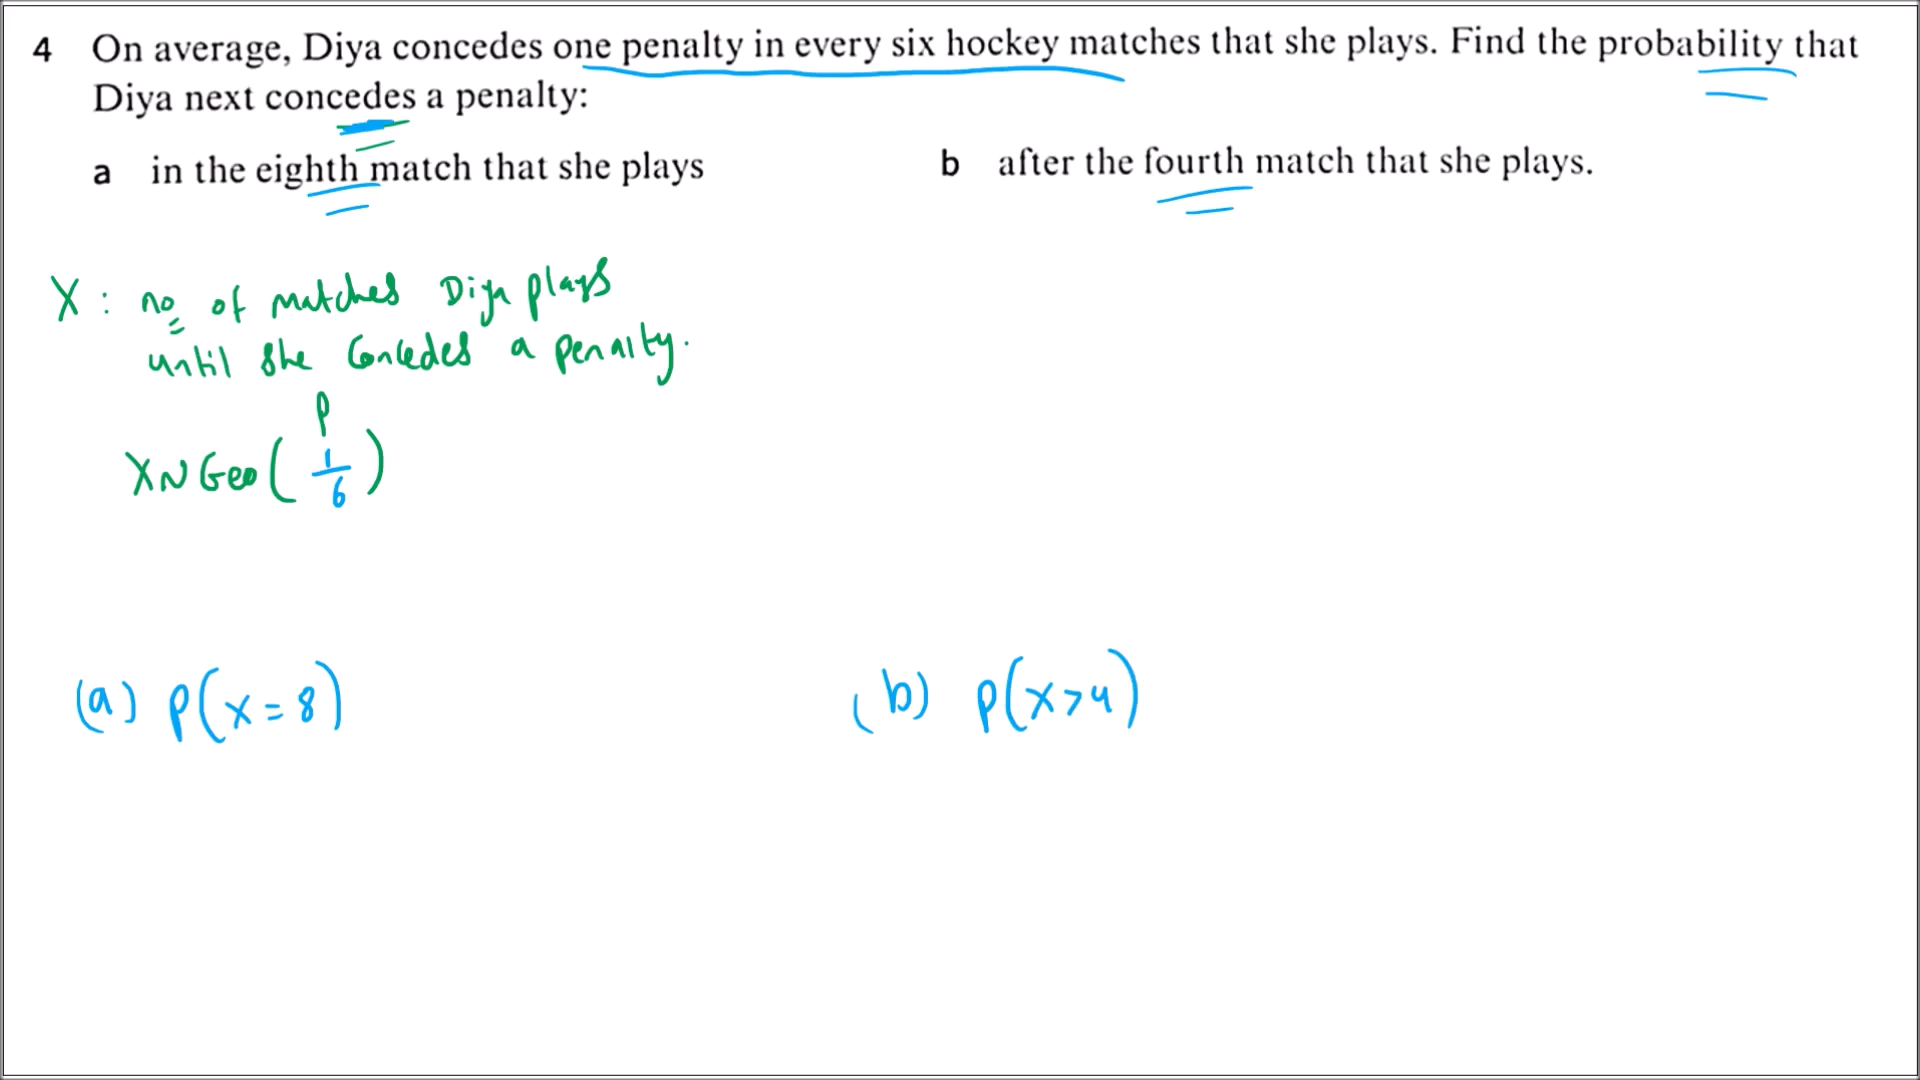 4 On average, Diya concedes one penalty in every six hockey matches that she plays. Find the probability that
Diya next concedes a penalty:
a in the eighth match that she plays
b after the fourth match that she plays.
X : no of matches Diya plays
until she concedes a penalty.
P
X~Geo(1/6)
(a) P(x=8)
(b) P(x>4)